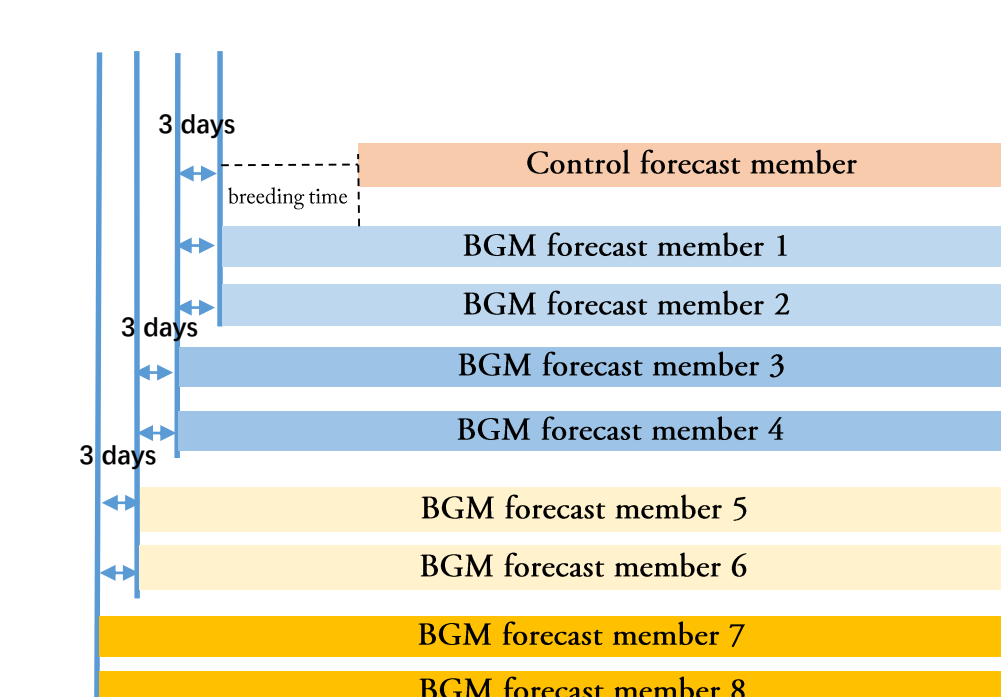 3 days
Control forecast member
breeding time
BGM forecast member 1
BGM forecast member 2
3 days
BGM forecast member 3
BGM forecast member 4
3 days
BGM forecast member 5
BGM forecast member 6
BGM forecast member 7
BGM forecast member 8